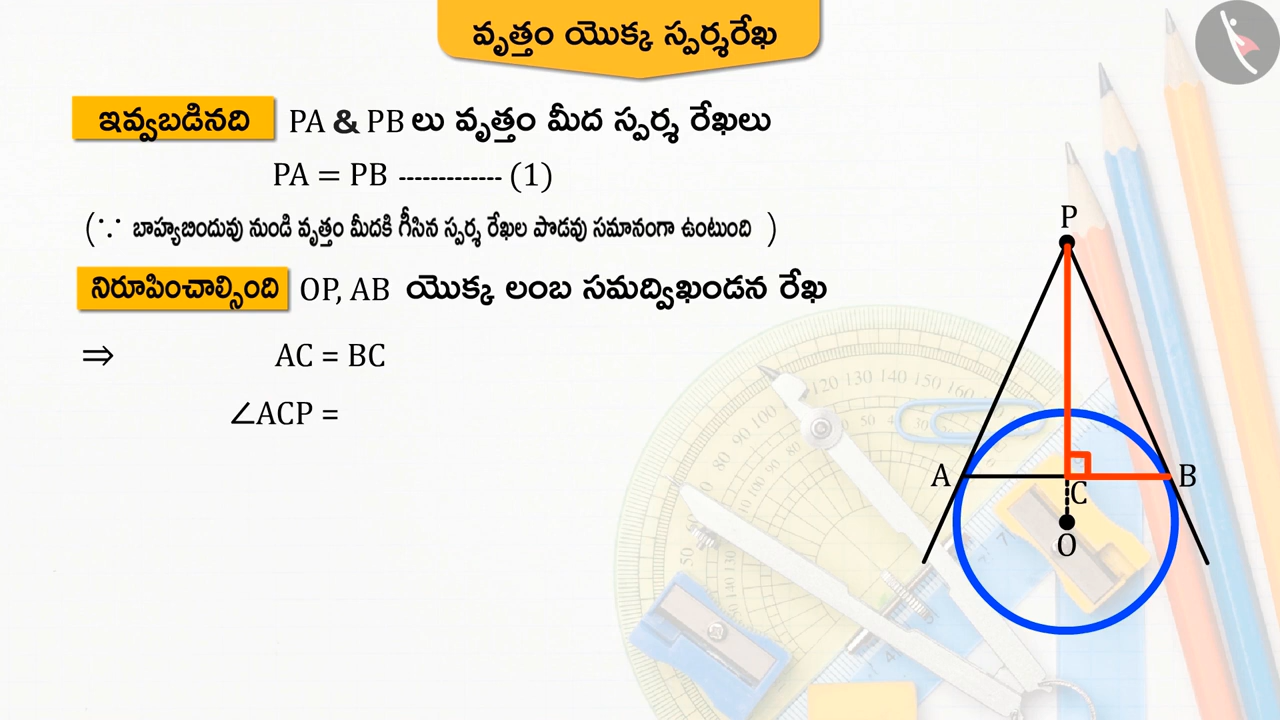 వృత్తం యొక్క స్పర్శరేఖ
ఇవ్వబడినది PA & PB లు వృత్తం మీద స్పర్శ రేఖలు
PA = PB ------------- (1)
(∵ బాహ్యబిందువు నుండి వృత్తం మీదకి గీసిన స్పర్శ రేఖల పొడవు సమానంగా ఉంటుంది )
నిరూపించాల్సింది OP, AB యొక్క లంబ సమద్విఖండన రేఖ
⇒ AC = BC
∠ACP =
P
A
B
C
O